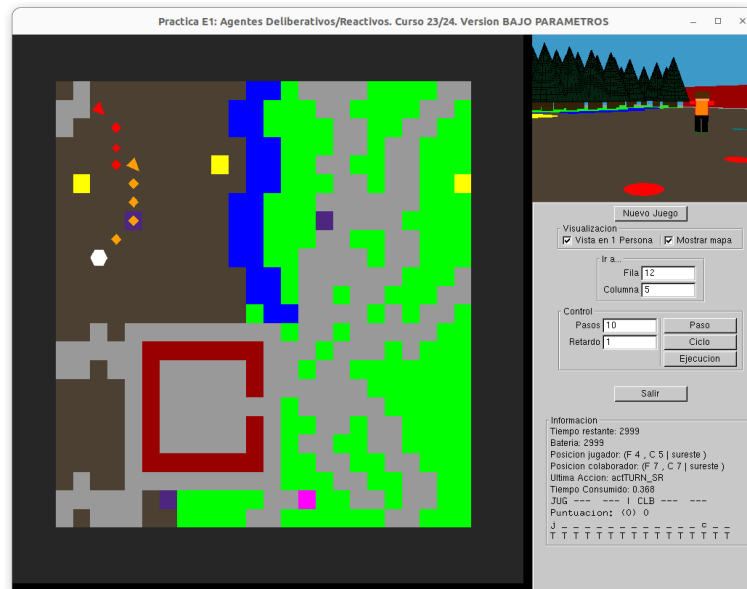 Practica E1: Agentes Deliberativos/Reactivos. Curso 23/24. Version BAJO PARAMETROS
Nuevo Juego
Visualizacion
Vista en 1 Persona
Mostrar mapa
Ir a...
Fila 12
Columna 5
Control
Pasos 10
Paso
Retardo 1
Ciclo
Ejecucion
Salir
Informacion
Tiempo restante: 2999
Bateria: 2999
Posicion jugador: (F 4 , C 5 | sureste )
Posicion colaborador: (F 7 , C 7 | sureste )
Ultima Accion: actTURN_SR
Tiempo Consumido: 0.368
JUG --- --- | CLB --- ---
Puntuacion: (0) 0
j _ _ _ _ _ _ _ _ _ _ _ _ c _ _
T T T T T T T T T T T T T T T T